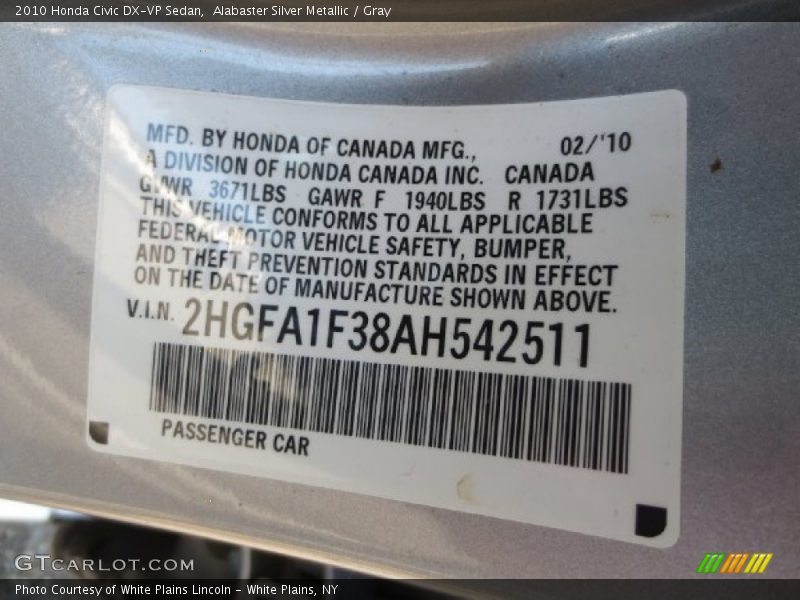 2010 Honda Civic DX-VP Sedan, Alabaster Silver Metallic / Gray
MFD. BY HONDA OF CANADA MFG., 02/'10
A DIVISION OF HONDA CANADA INC. CANADA
GVWR 3671LBS GAWR F 1940LBS R 1731LBS
THIS VEHICLE CONFORMS TO ALL APPLICABLE
FEDERAL MOTOR VEHICLE SAFETY, BUMPER,
AND THEFT PREVENTION STANDARDS IN EFFECT
ON THE DATE OF MANUFACTURE SHOWN ABOVE.
V.I.N. 2HGFA1F38AH542511
PASSENGER CAR
GTCARLOT.COM
Photo Courtesy of White Plains Lincoln - White Plains, NY